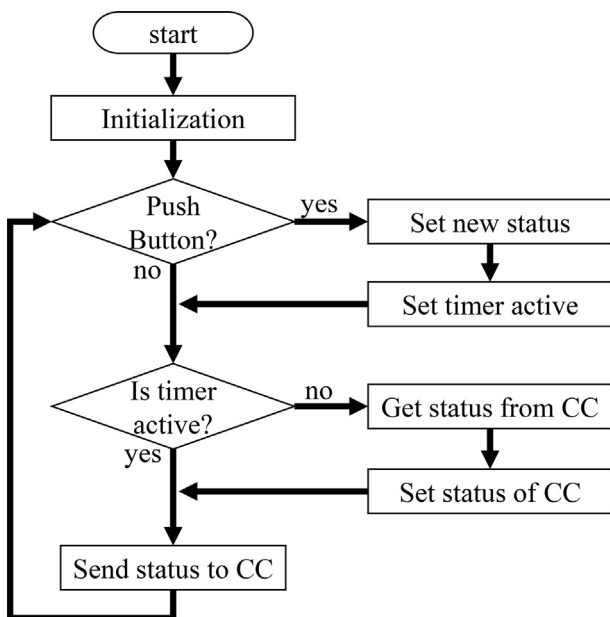 start
Initialization
Push
Button?
yes
no
Set new status
Set timer active
Is timer
active?
no
yes
Get status from CC
Set status of CC
Send status to CC